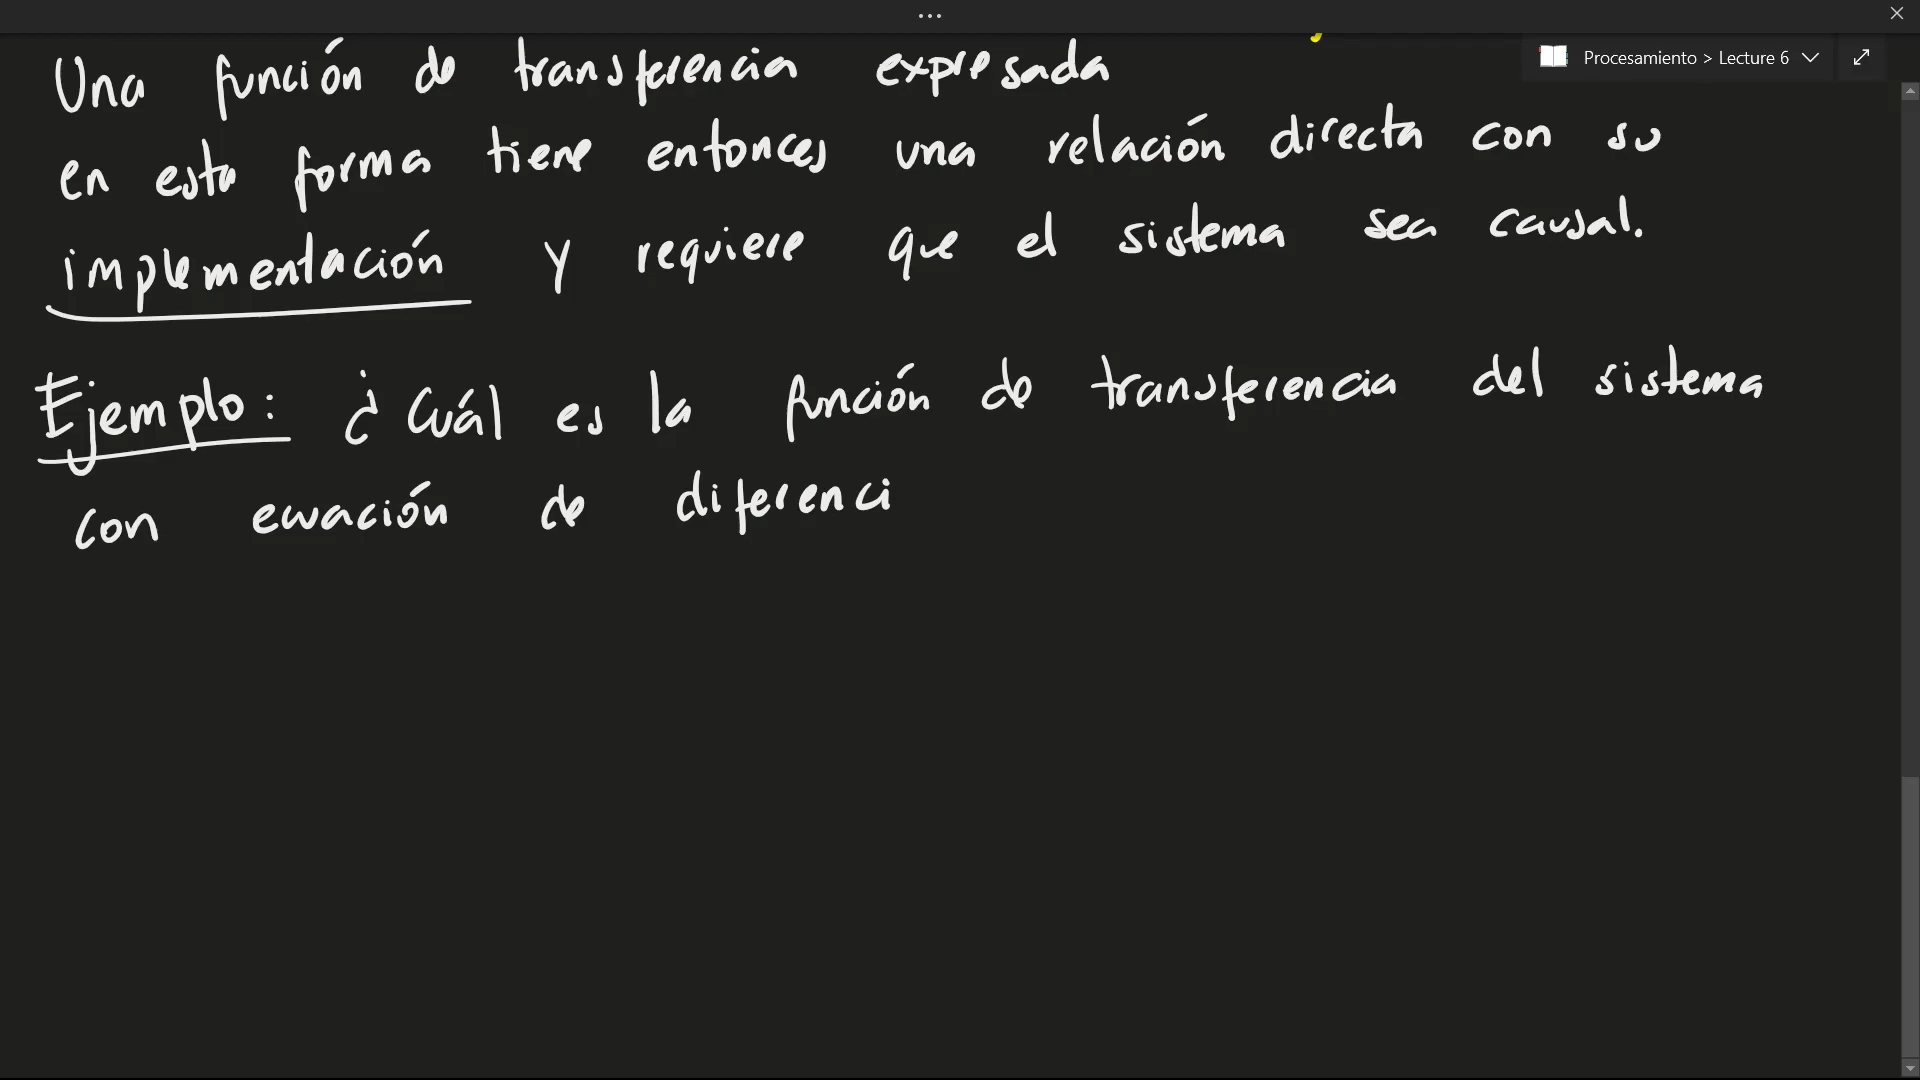 Procesamiento > Lecture 6
Una función de transferencia expresada
en esta forma tiene entonces una relación directa con su
implementación y requiere que el sistema sea causal.
Ejemplo: ¿Cuál es la función de transferencia del sistema
con ecuación de diferenci